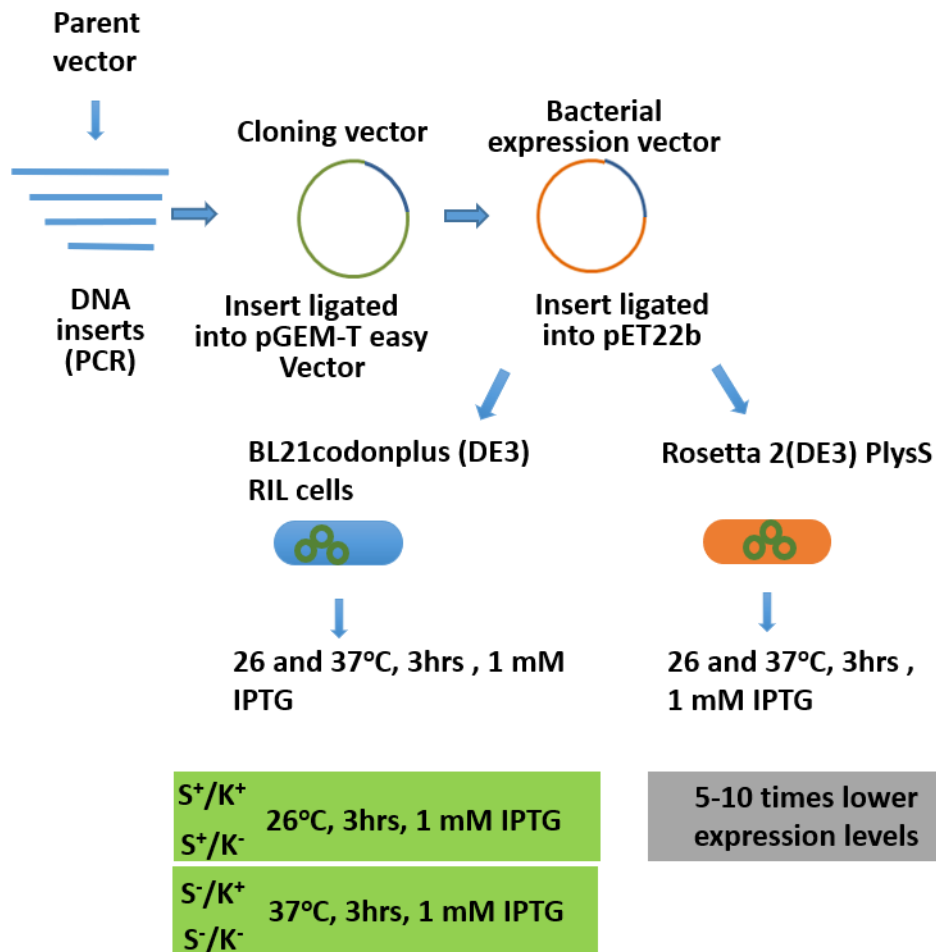 Parent
vector
Cloning vector
Bacterial
expression vector
DNA
inserts
(PCR)
Insert ligated
into pGEM-T easy
Vector
Insert ligated
into pET22b
BL21codonplus (DE3)
RIL cells
Rosetta 2(DE3) PlysS
26 and 37°C, 3hrs , 1 mM
IPTG
26 and 37°C, 3hrs ,
1 mM IPTG
S⁺/K⁺
S⁺/K⁻
26°C, 3hrs, 1 mM IPTG
5-10 times lower
expression levels
S⁻/K⁺
S⁻/K⁻
37°C, 3hrs, 1 mM IPTG